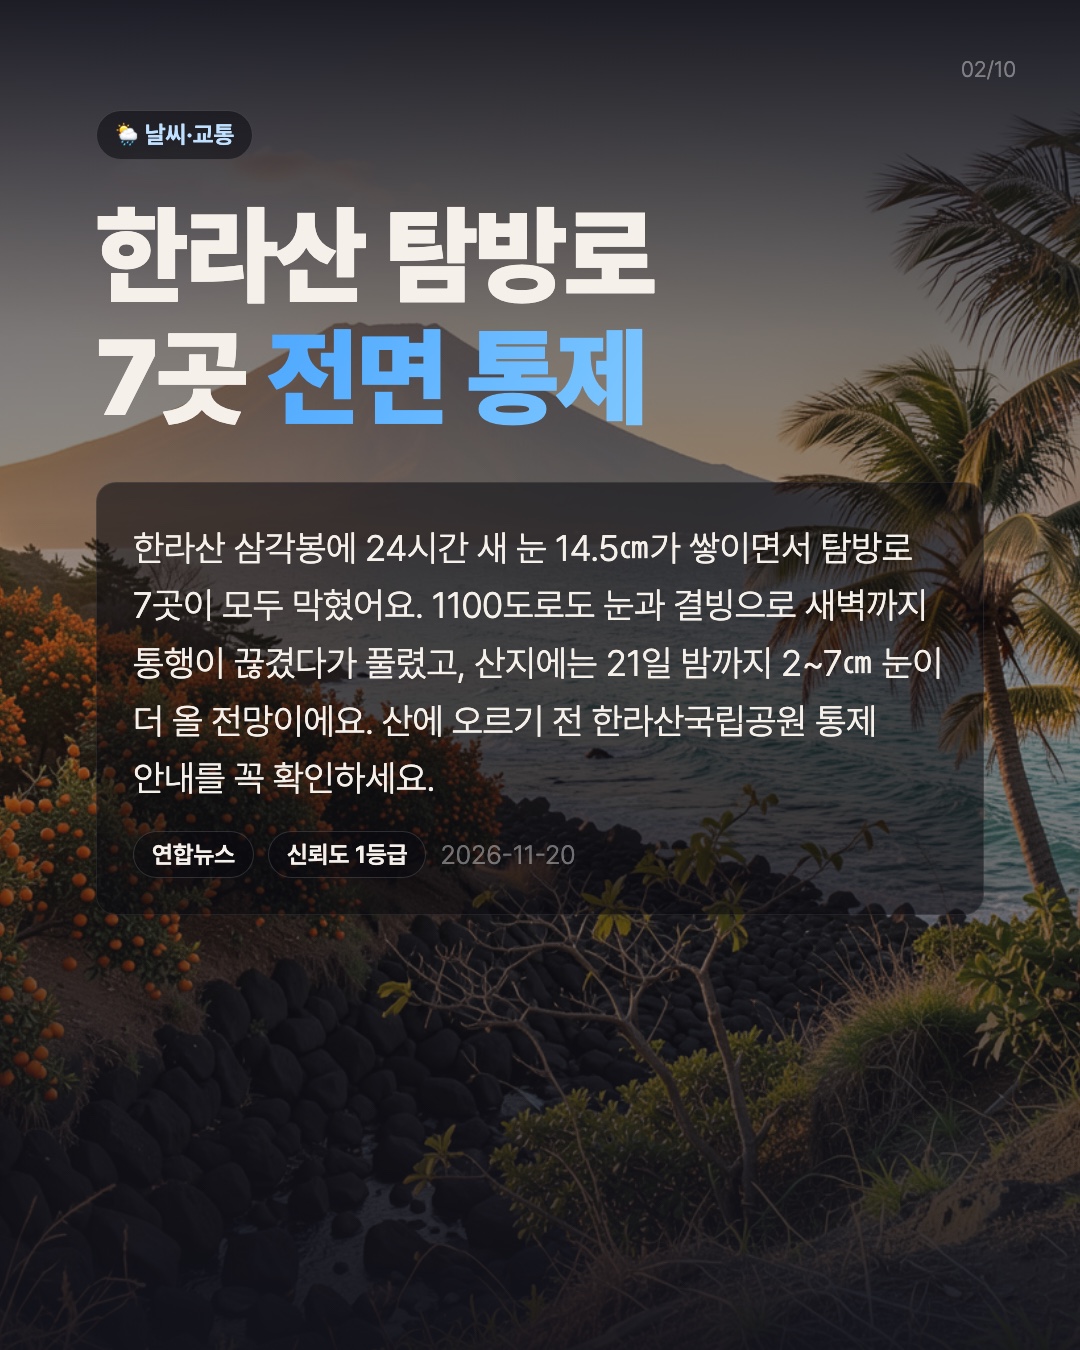 02/10
🌦 날씨·교통
한라산 탐방로
7곳 전면 통제
한라산 삼각봉에 24시간 새 눈 14.5㎝가 쌓이면서 탐방로
7곳이 모두 막혔어요. 1100도로도 눈과 결빙으로 새벽까지
통행이 끊겼다가 풀렸고, 산지에는 21일 밤까지 2~7㎝ 눈이
더 올 전망이에요. 산에 오르기 전 한라산국립공원 통제
안내를 꼭 확인하세요.
연합뉴스 신뢰도 1등급 2026-11-20